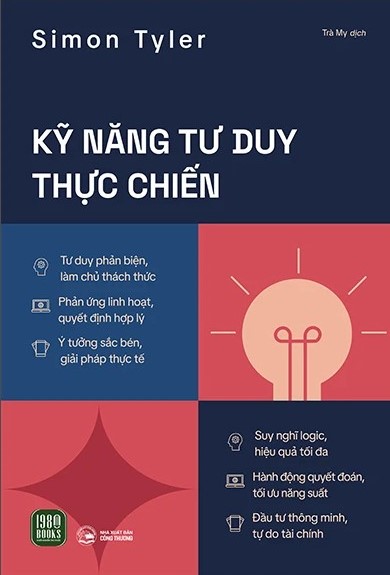 Simon Tyler
Trà My dịch
KỸ NĂNG TƯ DUY
THỰC CHIẾN
Tư duy phản biện,
làm chủ thách thức
Phản ứng linh hoạt,
quyết định hợp lý
Ý tưởng sắc bén,
giải pháp thực tế
Suy nghĩ logic,
hiệu quả tối đa
Hành động quyết đoán,
tối ưu năng suất
Đầu tư thông minh,
tự do tài chính
1980
BOOKS
NHÀ XUẤT BẢN
CÔNG THƯƠNG